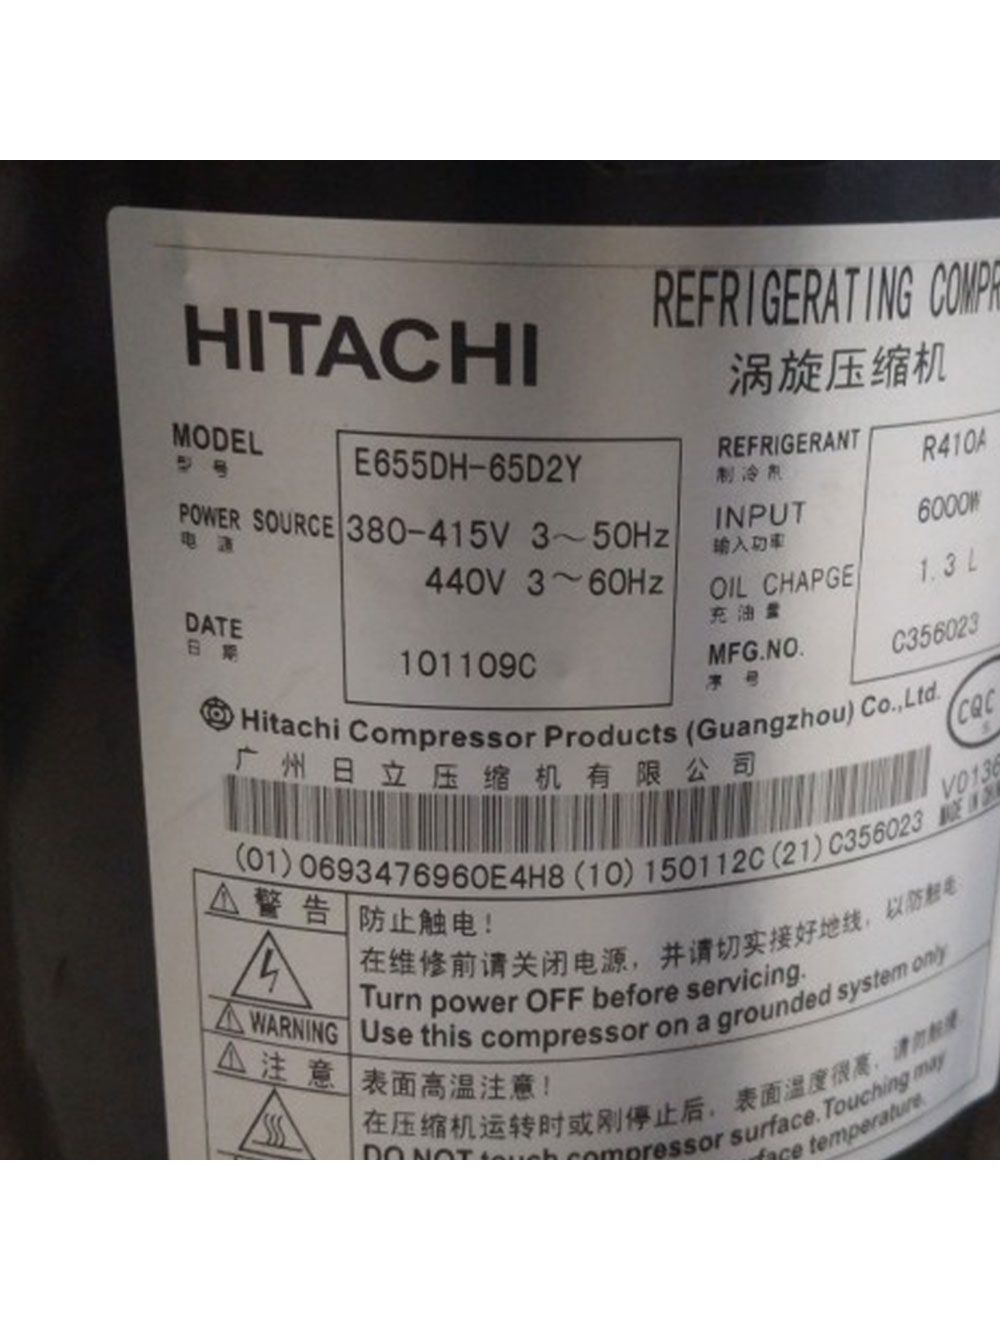 REFRIGERATING COMPR
HITACHI
涡旋压缩机
MODEL
型号
E655DH-65D2Y
POWER SOURCE
电源
380-415V 3~50Hz
440V 3~60Hz
DATE
日期
101109C
REFRIGERANT
制冷剂
R410A
INPUT
输入功率
6000W
OIL CHAPGE
充油量
1.3 L
MFG.NO.
序号
C356023
Hitachi Compressor Products (Guangzhou) Co.,Ltd.
CQC
广州日立压缩机有限公司
V0136
MADE IN
(01)0693476960E4H8(10)150112C(21)C356023
警告
防止触电!
在维修前请关闭电源，并请切实接好地线，以防触电
Turn power OFF before servicing.
WARNING
Use this compressor on a grounded system only
注意
表面高温注意!
在压缩机运转时或刚停止后，表面温度很高，请勿触摸
DO NOT touch compressor surface.Touching may
face temperature.